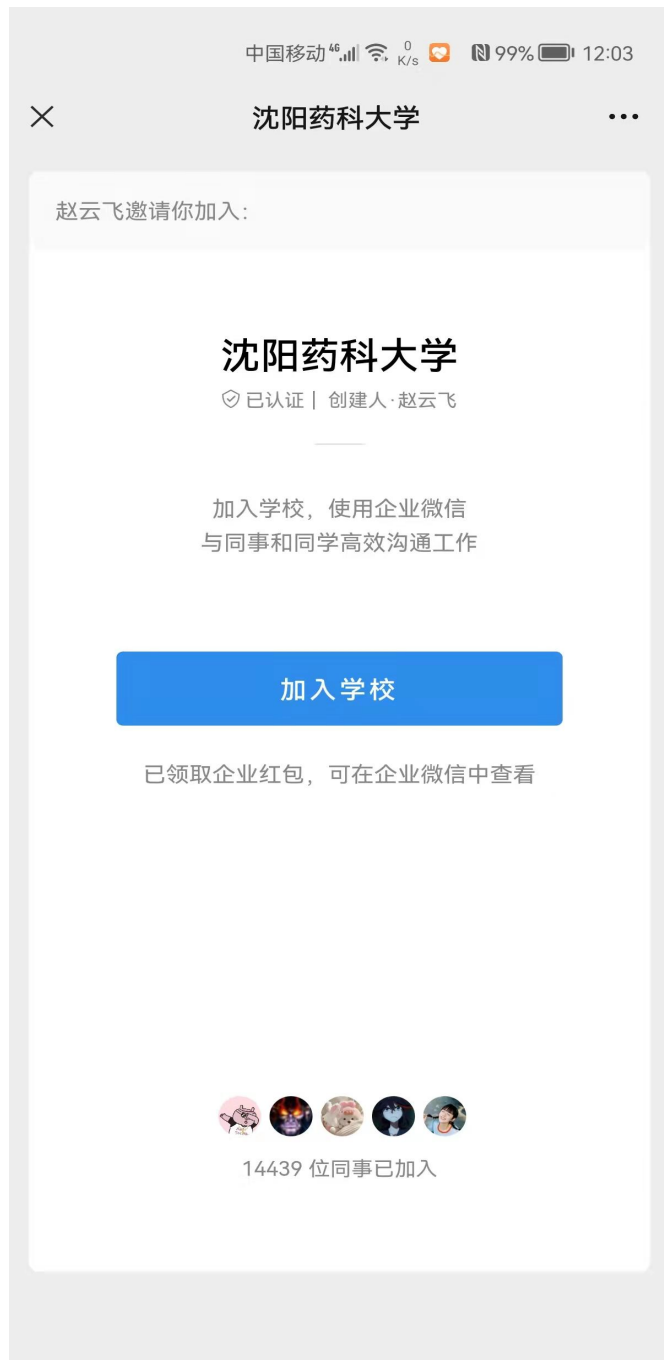 中国移动 46 0 K/s 99% 12:03
沈阳药科大学
赵云飞邀请你加入:
沈阳药科大学
已认证 | 创建人·赵云飞
加入学校，使用企业微信
与同事和同学高效沟通工作
加入学校
已领取企业红包，可在企业微信中查看
14439 位同事已加入